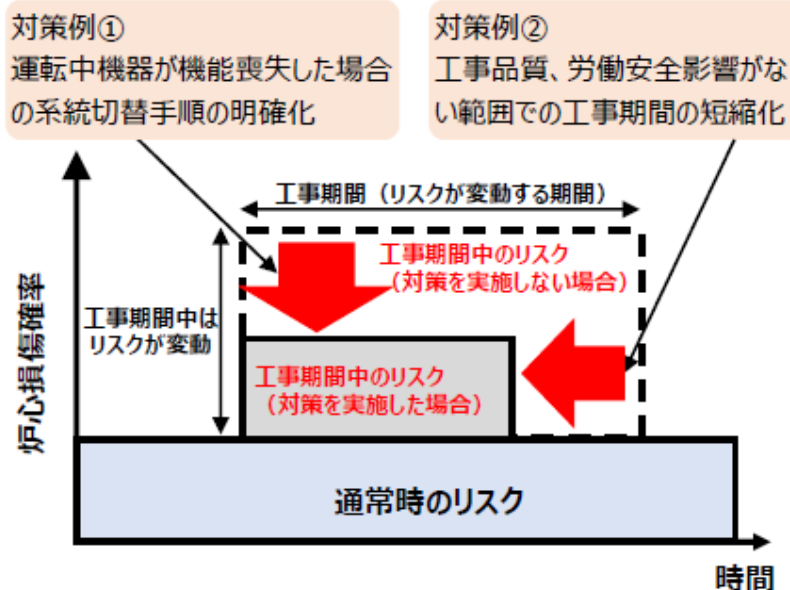 対策例①
運転中機器が機能喪失した場合
の系統切替手順の明確化
対策例②
工事品質、労働安全影響がな
い範囲での工事期間の短縮化
工事期間（リスクが変動する期間）
工事期間中のリスク
（対策を実施しない場合）
工事期間中は
リスクが変動
工事期間中のリスク
（対策を実施した場合）
炉心損傷確率
通常時のリスク
時間